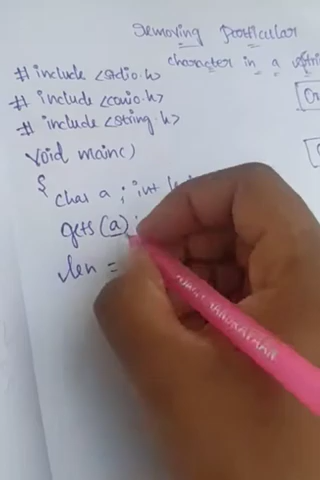 Removing Particular
character in a
# include <stdio.h>
# include <conio.h>
# include <string.h>
Void main()
{
char a ; int
gets (a)
len =